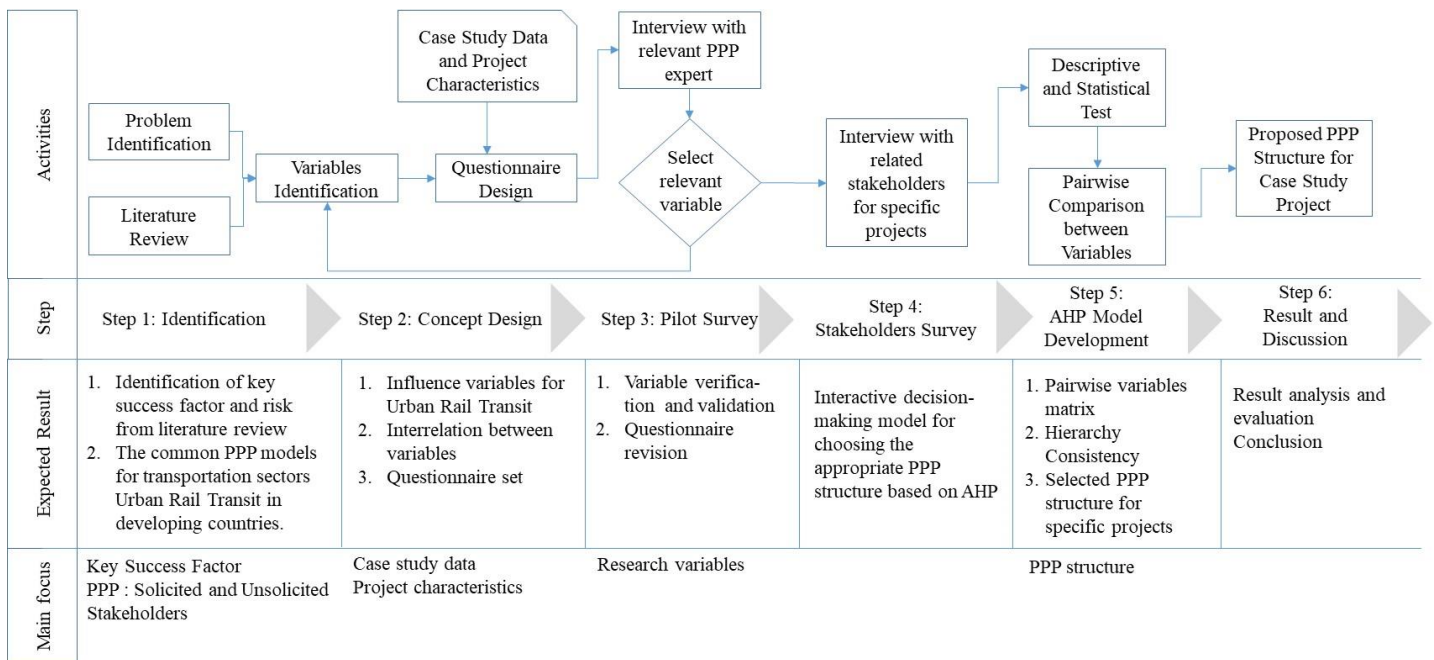 Activities
Problem
Identification
Literature
Review
Variables
Identification
Case Study Data
and Project
Characteristics
Questionnaire
Design
Interview with
relevant PPP
expert
Select
relevant
variable
Interview with
related
stakeholders
for specific
projects
Descriptive
and Statistical
Test
Pairwise
Comparison
between
Variables
Proposed PPP
Structure for
Case Study
Project
Step
Step 1: Identification
Step 2: Concept Design
Step 3: Pilot Survey
Step 4:
Stakeholders Survey
Step 5:
AHP Model
Development
Step 6:
Result and
Discussion
Expected Result
1. Identification of key
success factor and risk
from literature review
2. The common PPP models
for transportation sectors
Urban Rail Transit in
developing countries.
1. Influence variables for
Urban Rail Transit
2. Interrelation between
variables
3. Questionnaire set
1. Variable verifica-
tion and validation
2. Questionnaire
revision
Interactive decision-
making model for
choosing the
appropriate PPP
structure based on AHP
1. Pairwise variables
matrix
2. Hierarchy
Consistency
3. Selected PPP
structure for
specific projects
Result analysis and
evaluation
Conclusion
Main focus
Key Success Factor
PPP : Solicited and Unsolicited
Stakeholders
Case study data
Project characteristics
Research variables
PPP structure